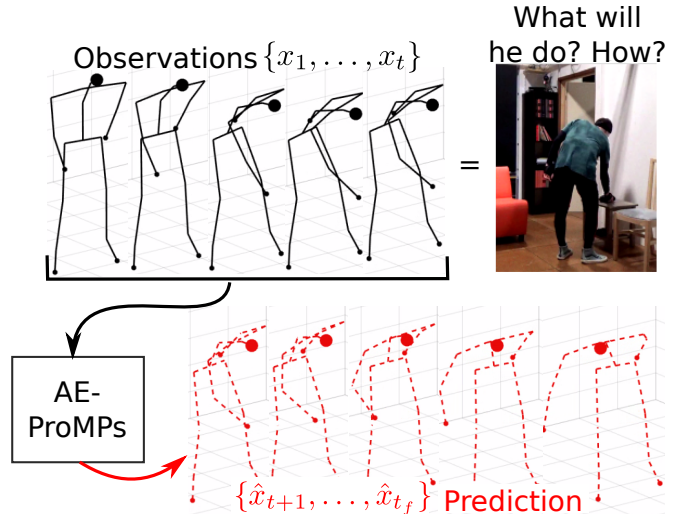 What will
he do? How?
Observations {x_1, . . . , x_t}
=
AE-
ProMPs
{x̂_{t+1}, . . . , x̂_{t_f}} Prediction